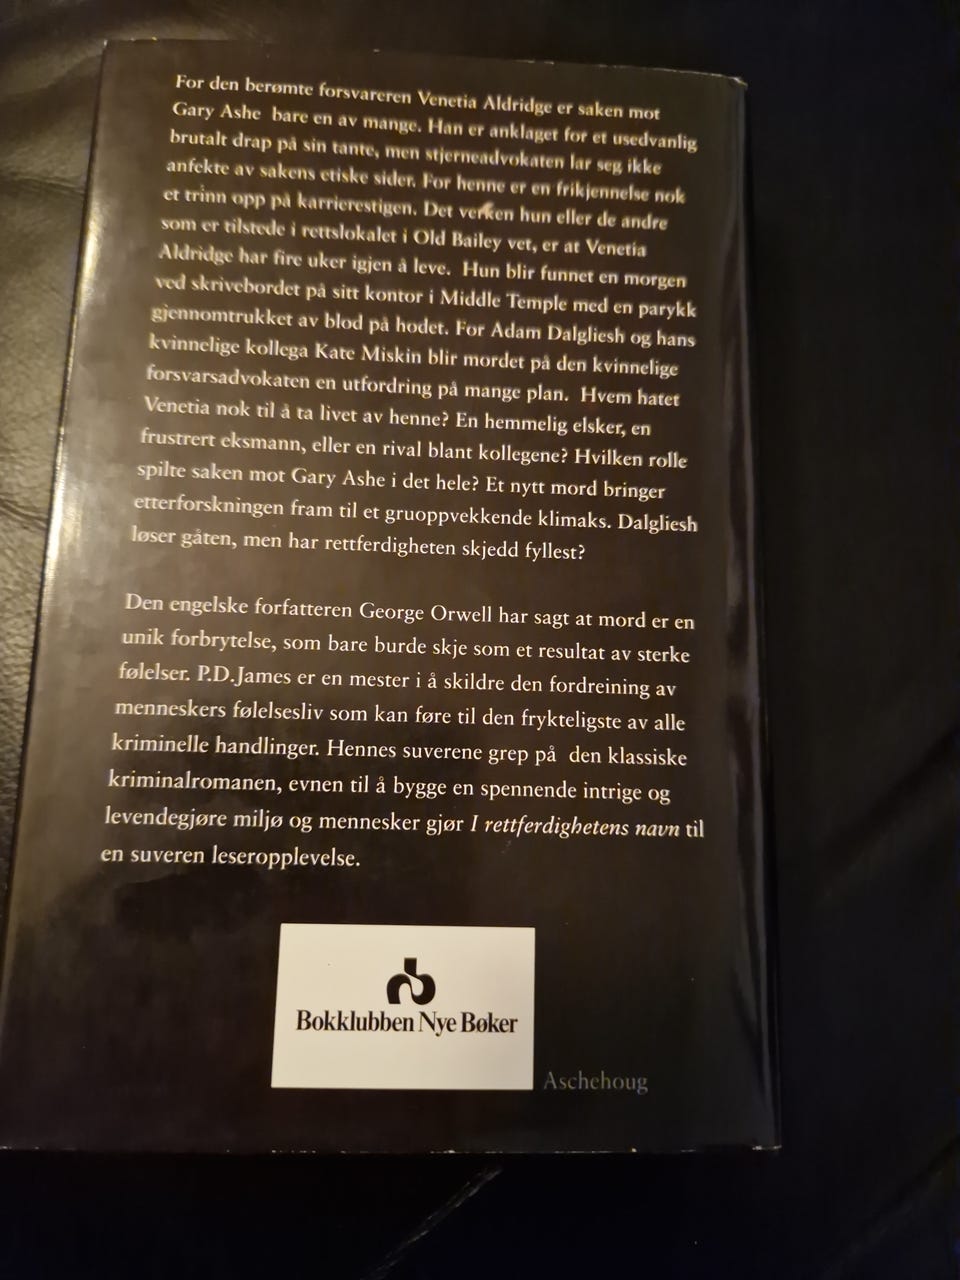 For den berømte forsvareren Venetia Aldridge er saken mot
Gary Ashe bare en av mange. Han er anklaget for et usedvanlig
brutalt drap på sin tante, men stjerneadvokaten lar seg ikke
anfekte av sakens etiske sider. For henne er en frikjennelse nok
et trinn opp på karrierestigen. Det verken hun eller de andre
som er tilstede i rettslokalet i Old Bailey vet, er at Venetia
Aldridge har fire uker igjen å leve. Hun blir funnet en morgen
ved skrivebordet på sitt kontor i Middle Temple med en parykk
gjennomtrukket av blod på hodet. For Adam Dalgliesh og hans
kvinnelige kollega Kate Miskin blir mordet på den kvinnelige
forsvarsadvokaten en utfordring på mange plan. Hvem hatet
Venetia nok til å ta livet av henne? En hemmelig elsker, en
frustrert eksmann, eller en rival blant kollegene? Hvilken rolle
spilte saken mot Gary Ashe i det hele? Et nytt mord bringer
etterforskningen fram til et gruoppvekkende klimaks. Dalgliesh
løser gåten, men har rettferdigheten skjedd fyllest?
Den engelske forfatteren George Orwell har sagt at mord er en
unik forbrytelse, som bare burde skje som et resultat av sterke
følelser. P.D.James er en mester i å skildre den fordreining av
menneskers følelsesliv som kan føre til den frykteligste av alle
kriminelle handlinger. Hennes suverene grep på den klassiske
kriminalromanen, evnen til å bygge en spennende intrige og
levendegjøre miljø og mennesker gjør I rettferdighetens navn til
en suveren leseropplevelse.
Bokklubben Nye Bøker
Aschehoug